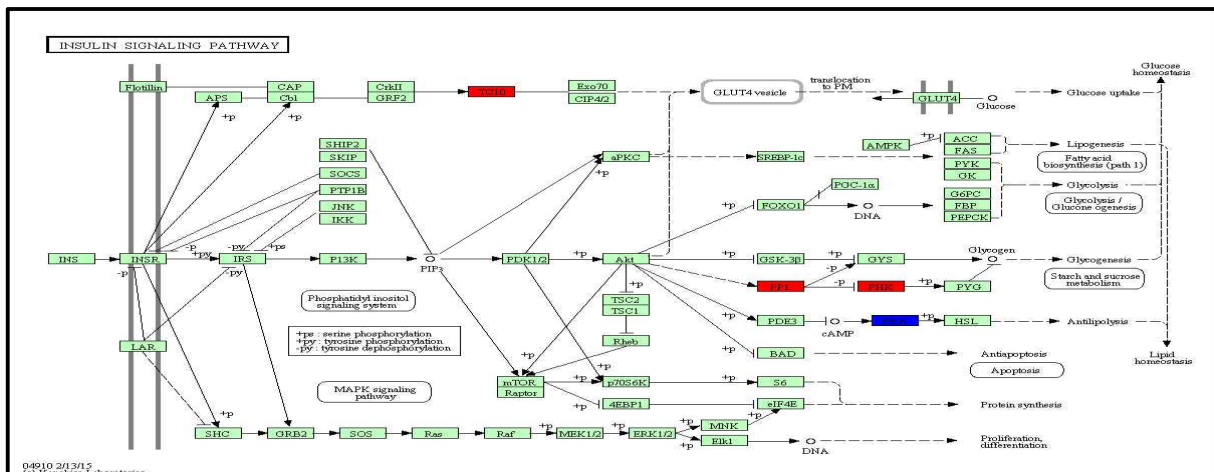 INSULIN SIGNALING PATHWAY
Glucose homeostasis
Flotillin
CAP
CrkII
Exo70
APS
Cbl
GRF2
TC10
CIP4/2
GLUT4 vesicle
translocation to PM
GLUT4
Glucose
Glucose uptake
+p
+p
SHIP2
SKIP
SOCS
PTP1B
JNK
IKK
aPKC
+p
SREBP-1c
AMPK
+p
ACC
FAS
PYK
GK
Lipogenesis
Fatty acid biosynthesis (path 1)
Glycolysis
Glycolysis / Glucone ogenesis
PGC-1α
+p
FOXO1
DNA
G6PC
FBP
PEPCK
INS
INSR
-p
+py
-p
-py
+ps
IRS
-py
P13K
PIP3
PDK1/2
+p
+p
Akt
+p
GSK-3β
+p
GYS
Glycogen
Glycogenesis
Starch and sucrose metabolism
PP1
-p
-p
PHK
+p
PYG
Phosphatidyl inositol signaling system
+ps : serine phosphorylation
+py : tyrosine phosphorylation
-py : tyrosine dephosphorylation
TSC2
TSC1
+p
+p
PDE3
cAMP
+p
HSL
Antilipolysis
LAR
Rheb
+p
BAD
Antiapoptosis
Apoptosis
Lipid homeostasis
MAPK signaling pathway
+p
mTOR
Raptor
+p
p70S6K
+p
S6
+p
4EBP1
eIF4E
Protein synthesis
+p
SHC
GRB2
SOS
Ras
Raf
+p
MEK1/2
+p
ERK1/2
+p
MNK
+p
+p
Elk1
DNA
Proliferation, differentiation
04910 2/13/15